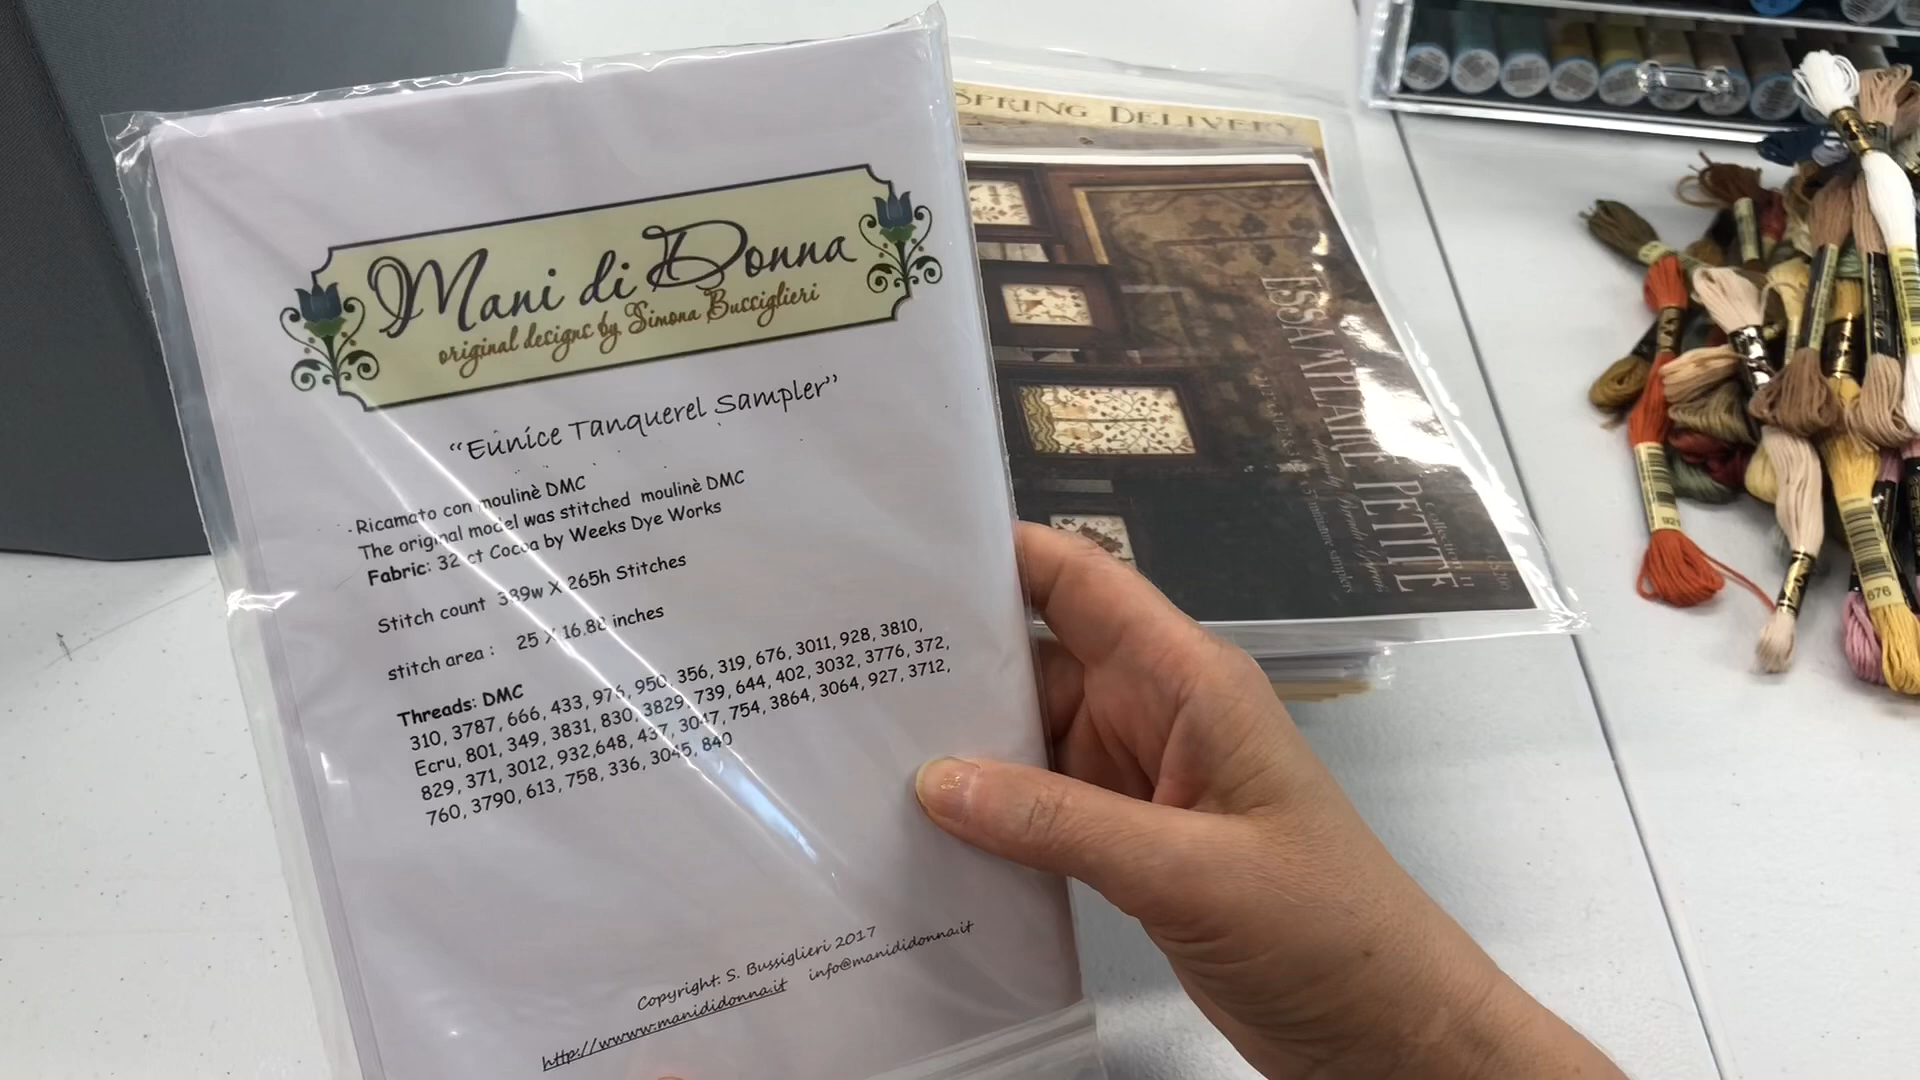 Mani di Donna
original designs by Simona Bussiglieri
“Eunice Tanquerel Sampler”
Ricamato con moulinè DMC
The original model was stitched moulinè DMC
Fabric: 32 ct Cocoa by Weeks Dye Works
Stitch count 389w X 265h Stitches
stitch area : 25 X 16.88 inches
Threads: DMC
310, 3787, 666, 433, 976, 950, 356, 319, 676, 3011, 928, 3810,
Ecru, 801, 349, 3831, 830, 3829, 739, 644, 402, 3032, 3776, 372,
829, 371, 3012, 932,648, 437, 3047, 754, 3864, 3064, 927, 3712,
760, 3790, 613, 758, 336, 3045, 840
Copyright: S. Bussiglieri 2017
http://www.manididonna.it info@manididonna.it
SPRING DELIVERY
ESSAMPLAIRE PETITE
921
676